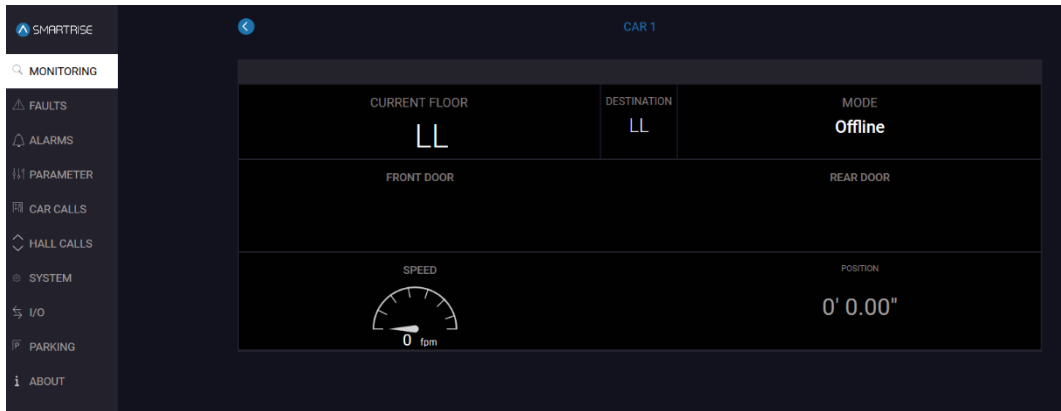 SMARTRISE
CAR 1
MONITORING
FAULTS
ALARMS
PARAMETER
CAR CALLS
HALL CALLS
SYSTEM
I/O
PARKING
ABOUT
CURRENT FLOOR
LL
DESTINATION
LL
MODE
Offline
FRONT DOOR
REAR DOOR
SPEED
0 fpm
POSITION
0' 0.00"